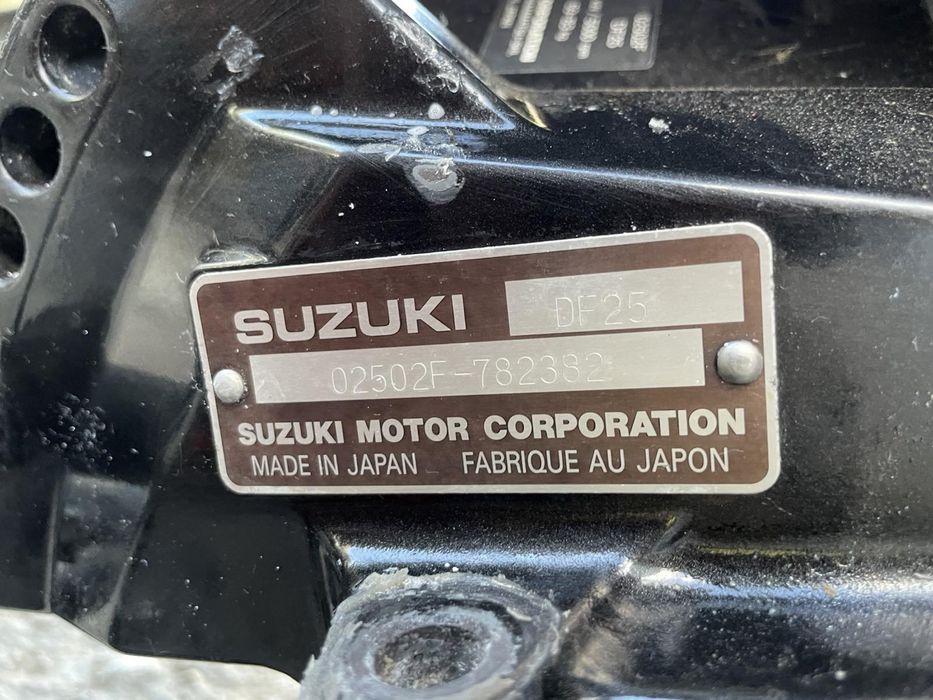 SUZUKI
DF25
02502F-782382
SUZUKI MOTOR CORPORATION
MADE IN JAPAN FABRIQUE AU JAPON